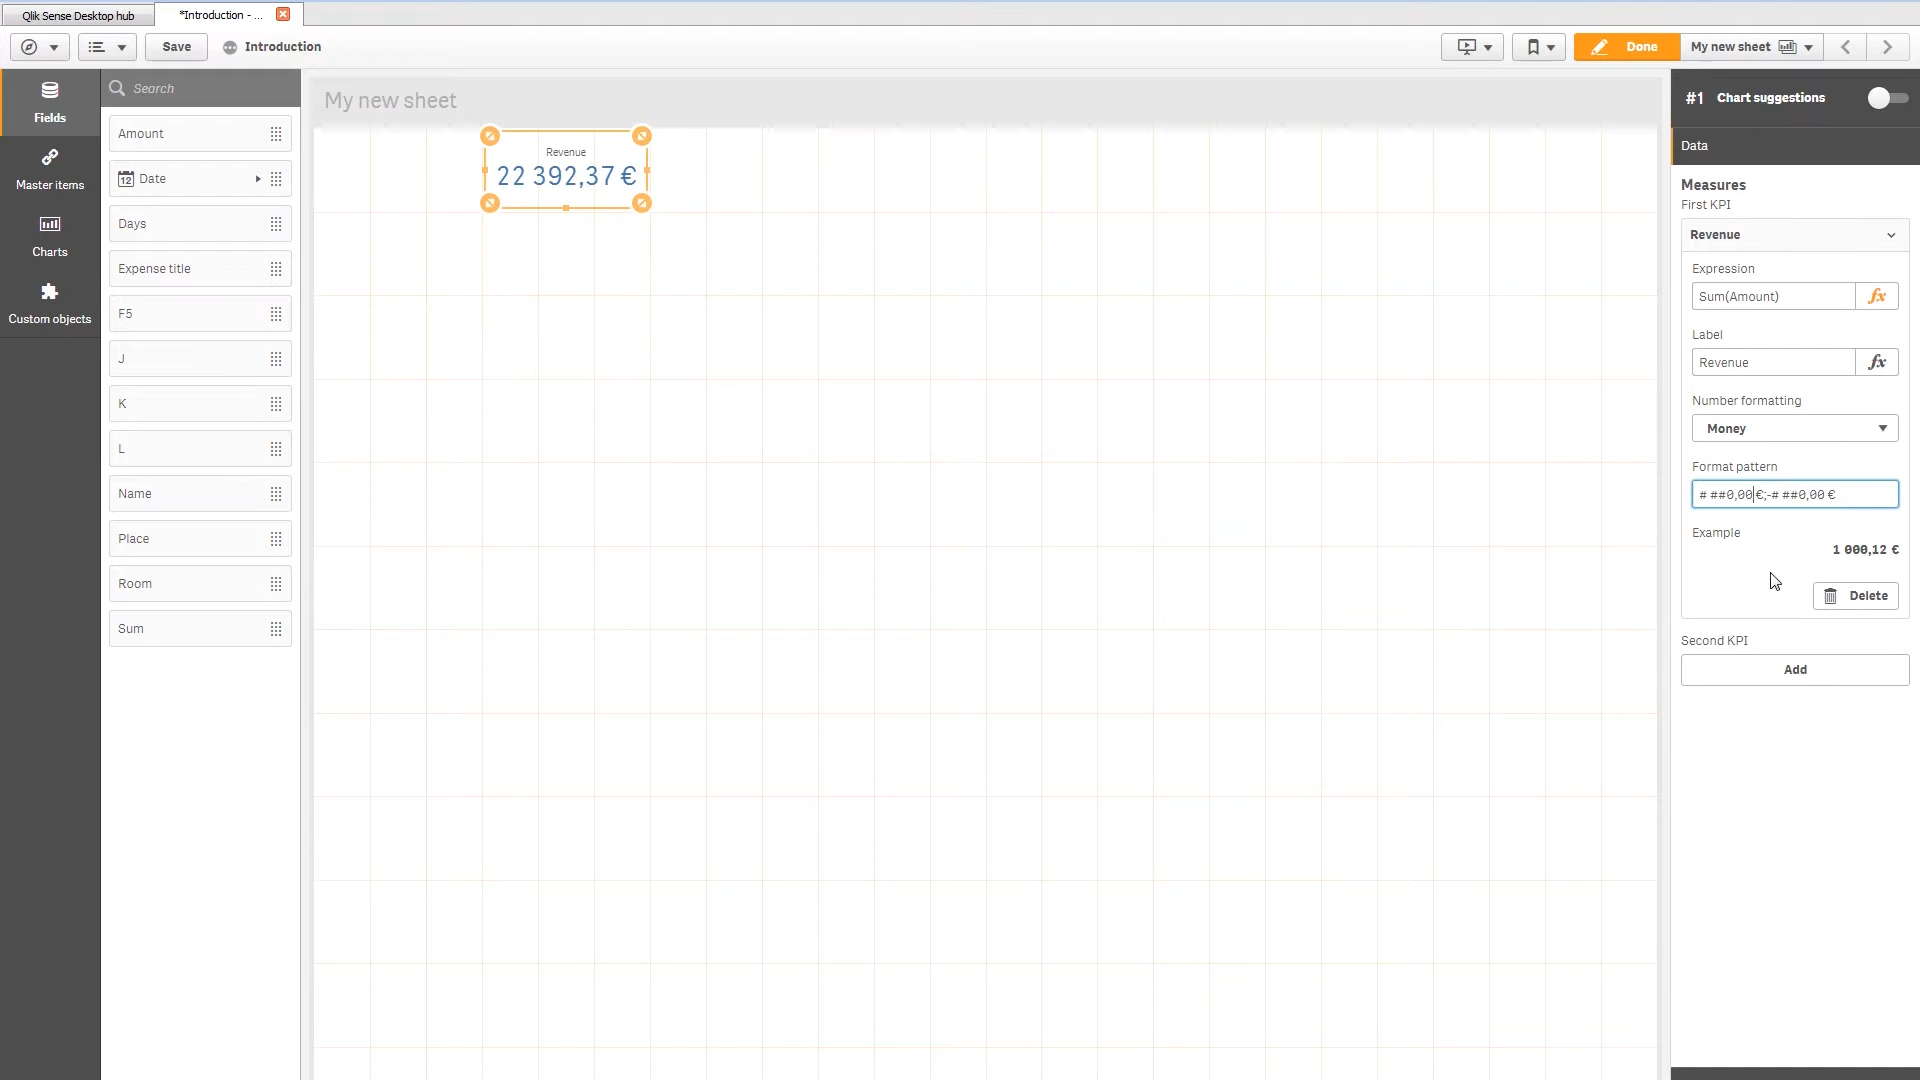 Qlik Sense Desktop hub
*Introduction - ...
Save
Introduction
Done
My new sheet
Fields
Master items
Charts
Custom objects
Search
Amount
12 Date
Days
Expense title
F5
J
K
L
Name
Place
Room
Sum
My new sheet
Revenue
22 392,37 €
#1 Chart suggestions
Data
Measures
First KPI
Revenue
Expression
Sum(Amount)
fx
Label
Revenue
fx
Number formatting
Money
Format pattern
# ##0,00 €;-# ##0,00 €
Example
1 000,12 €
Delete
Second KPI
Add